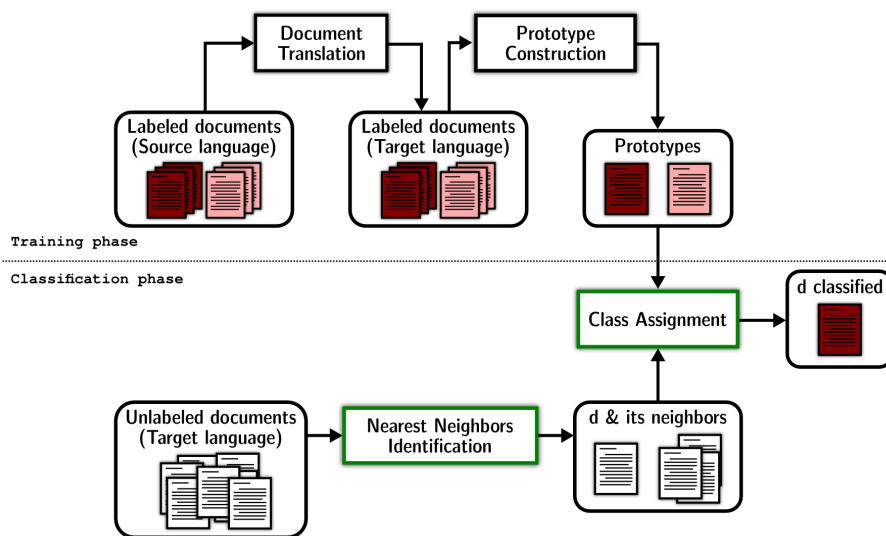 Document
Translation
Prototype
Construction
Labeled documents
(Source language)
Labeled documents
(Target language)
Prototypes
Training phase
Classification phase
Class Assignment
d classified
Unlabeled documents
(Target language)
Nearest Neighbors
Identification
d & its neighbors